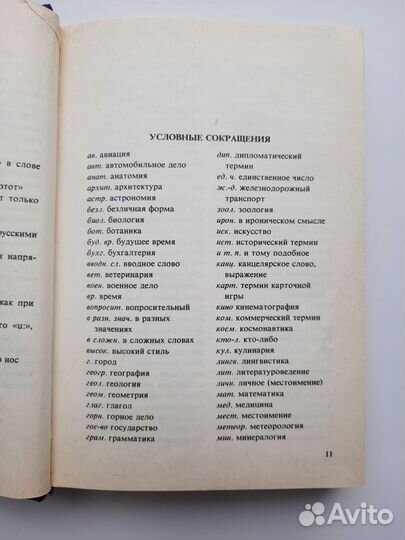 в слове
этот»
ет только
русскими
и напря-
как при
го «u:»,
в нос
УСЛОВНЫЕ СОКРАЩЕНИЯ
ав. авиация
авт. автомобильное дело
анат. анатомия
архит. архитектура
астр. астрономия
безл. безличная форма
биол. биология
бот. ботаника
буд. вр. будущее время
бухг. бухгалтерия
вводн. сл. вводное слово
вет. ветеринария
воен. военное дело
вр. время
вопросит. вопросительный
в разн. знач. в разных
значениях
в сложн. в сложных словах
высок. высокий стиль
г. город
геогр. география
геол. геология
геом. геометрия
глаг. глагол
горн. горное дело
гос-во государство
грам. грамматика
дип. дипломатический
термин
ед. ч. единственное число
ж.-д. железнодорожный
транспорт
зоол. зоология
ирон. в ироническом смысле
иск. искусство
ист. исторический термин
и т. п. и тому подобное
канц. канцелярское слово,
выражение
карт. термин карточной
игры
кино кинематография
ком. коммерческий термин
косм. космонавтика
кто-л. кто-либо
кул. кулинария
лингв. лингвистика
лит. литературоведение
личн. личное (местоимение)
мат. математика
мед. медицина
мест. местоимение
метеор. метеорология
мин. минералогия
11
Avito